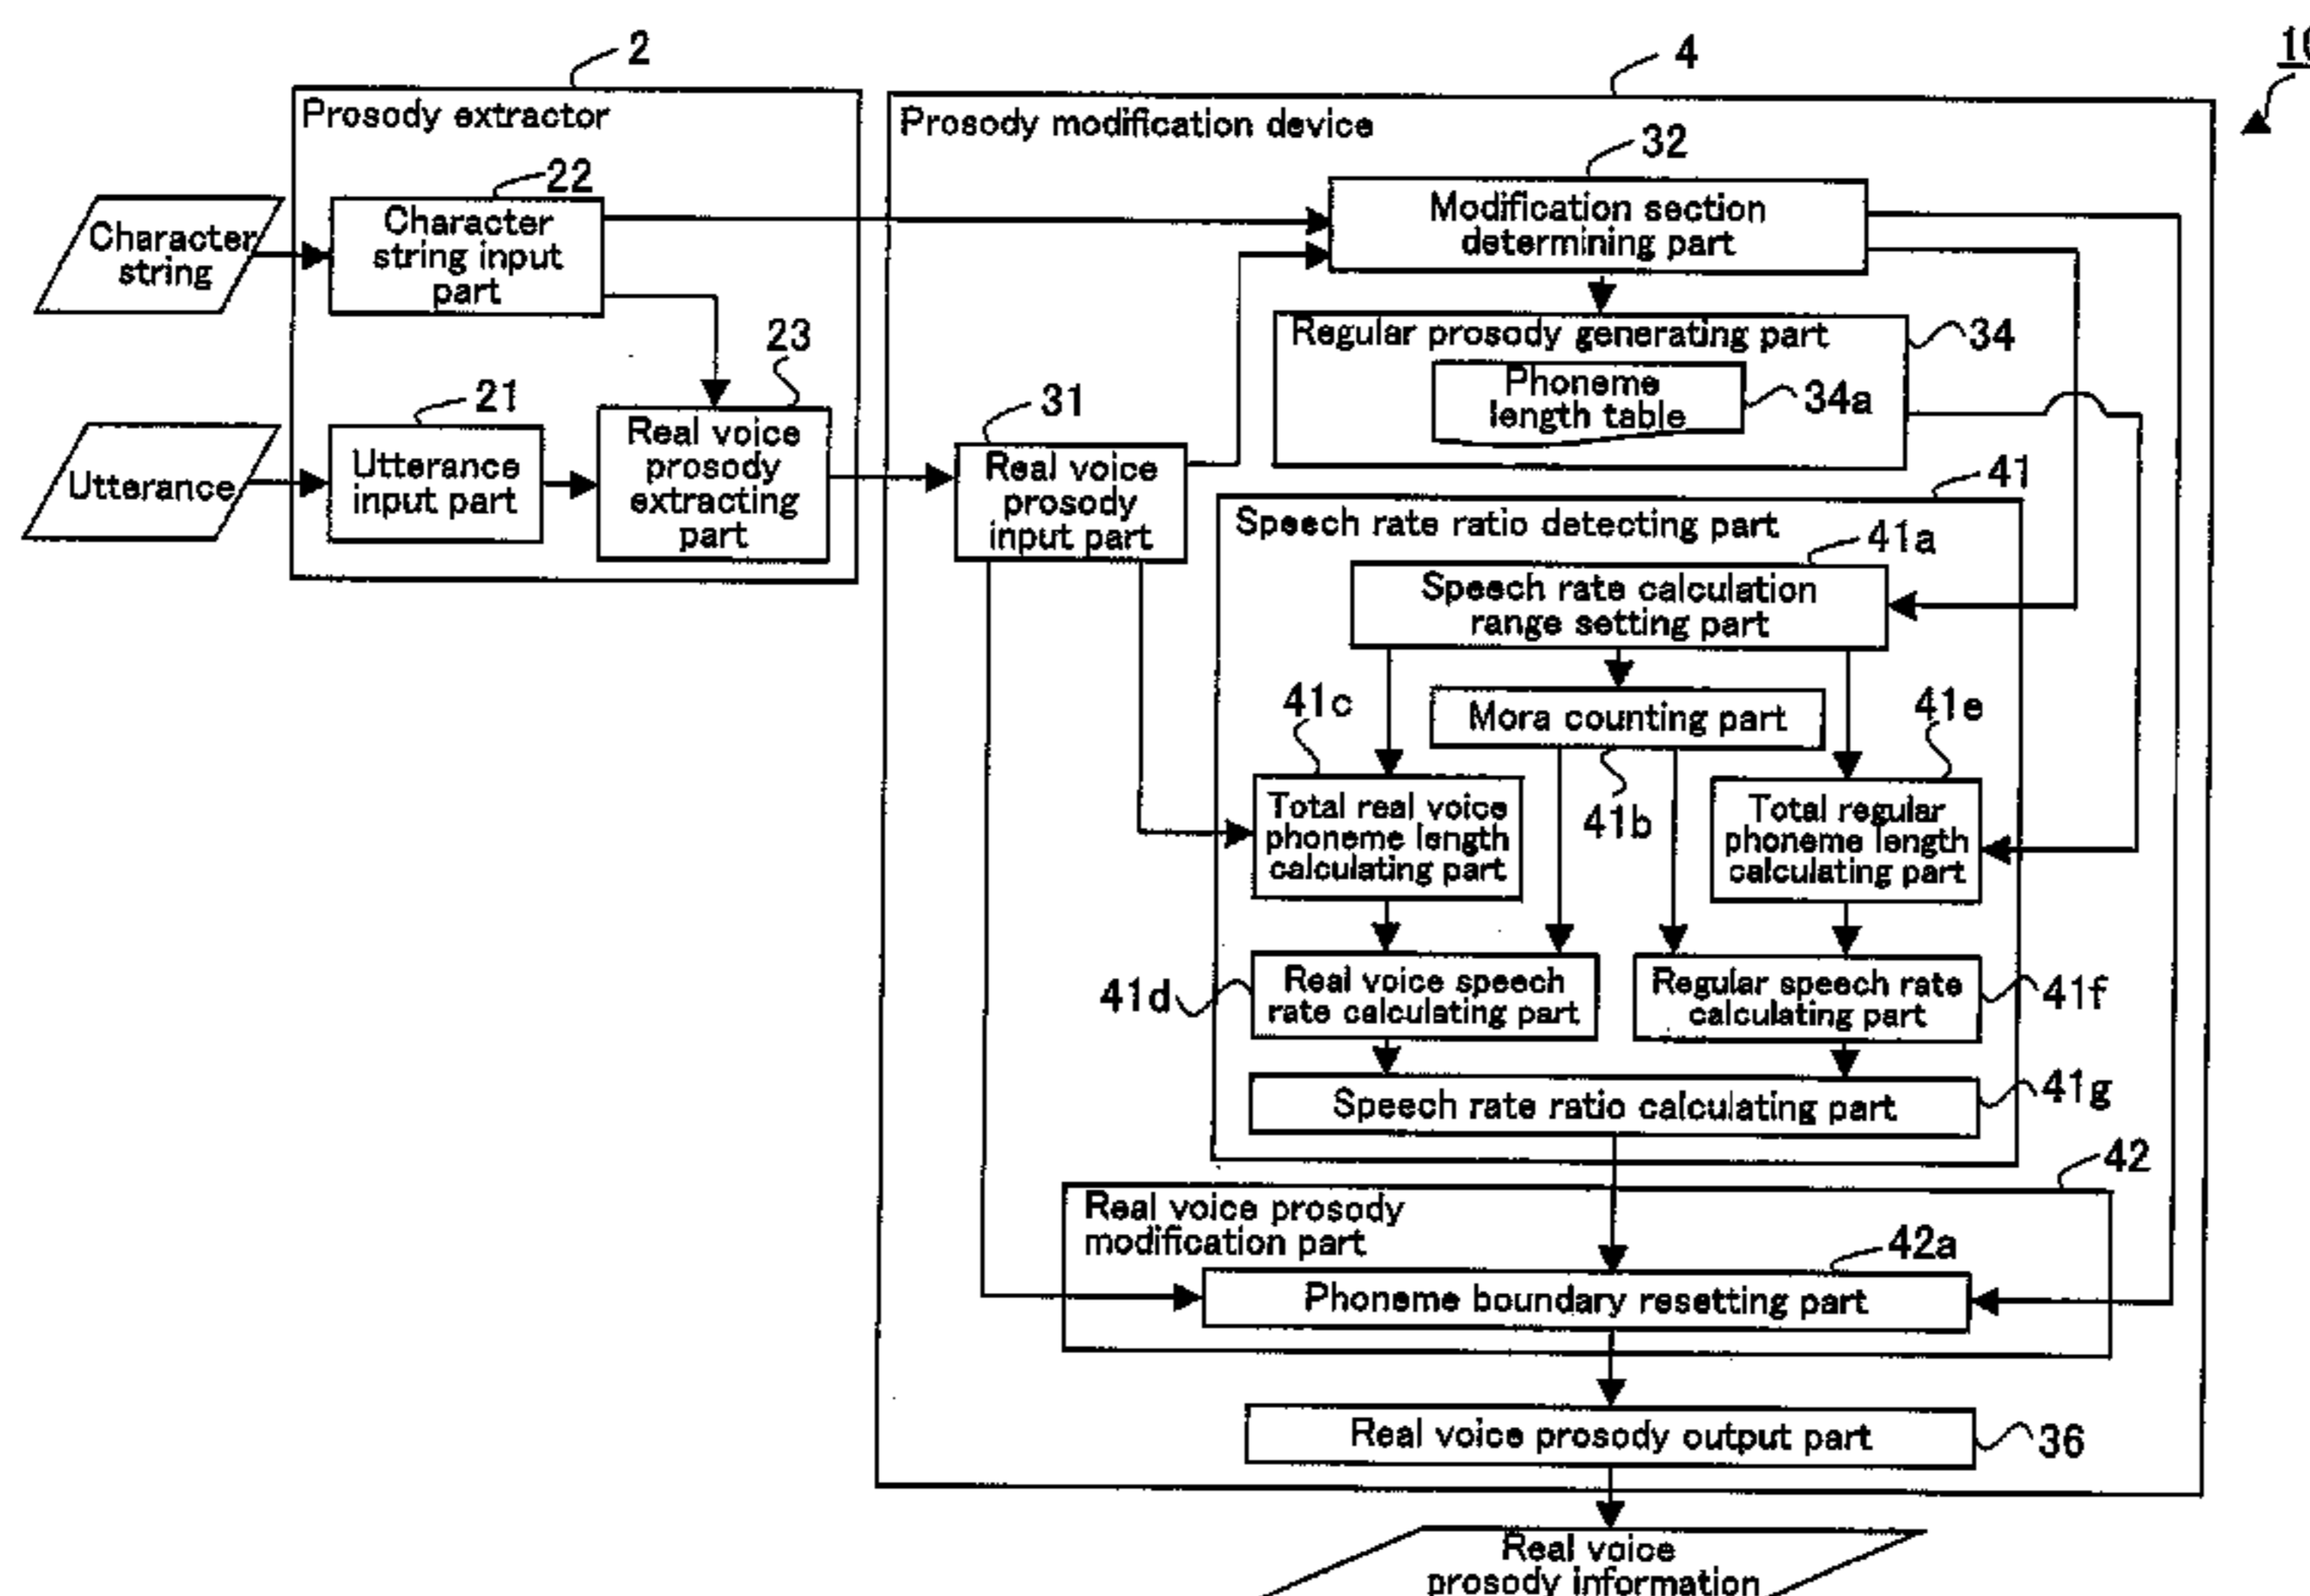 2
4
Prosody extractor
Prosody modification device
32
22
Character
string
Character
string input
part
Modification section
determining part
23
Regular prosody generating part
34
Phoneme
length table
34a
21
31
Utterance
Utterance
input part
Real voice
prosody
extracting
part
Real voice
prosody
input part
41
Speech rate ratio detecting part
41a
Speech rate calculation
range setting part
41c
Mora counting part
41e
41b
Total real voice
phoneme length
calculating part
Total regular
phoneme length
calculating part
41d
Real voice speech
rate calculating part
Regular speech rate
calculating part
41f
Speech rate ratio calculating part
41g
42
Real voice prosody
modification part
42a
Phoneme boundary resetting part
Real voice prosody output part
36
Real voice
prosody information